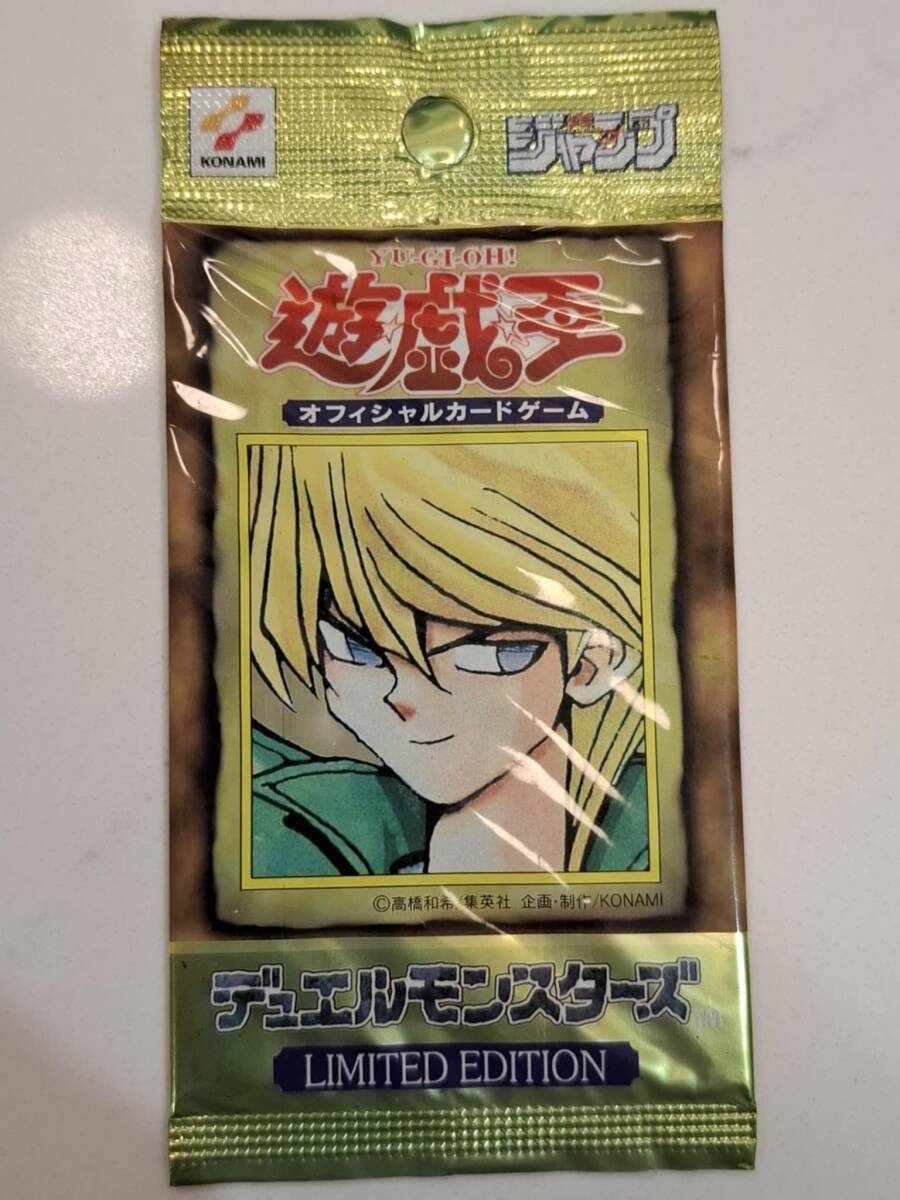 KONAMI
ジャンプ
YU-GI-OH!
遊戯王
オフィシャルカードゲーム
©高橋和希/集英社 企画・制作/KONAMI
デュエルモンスターズ
LIMITED EDITION